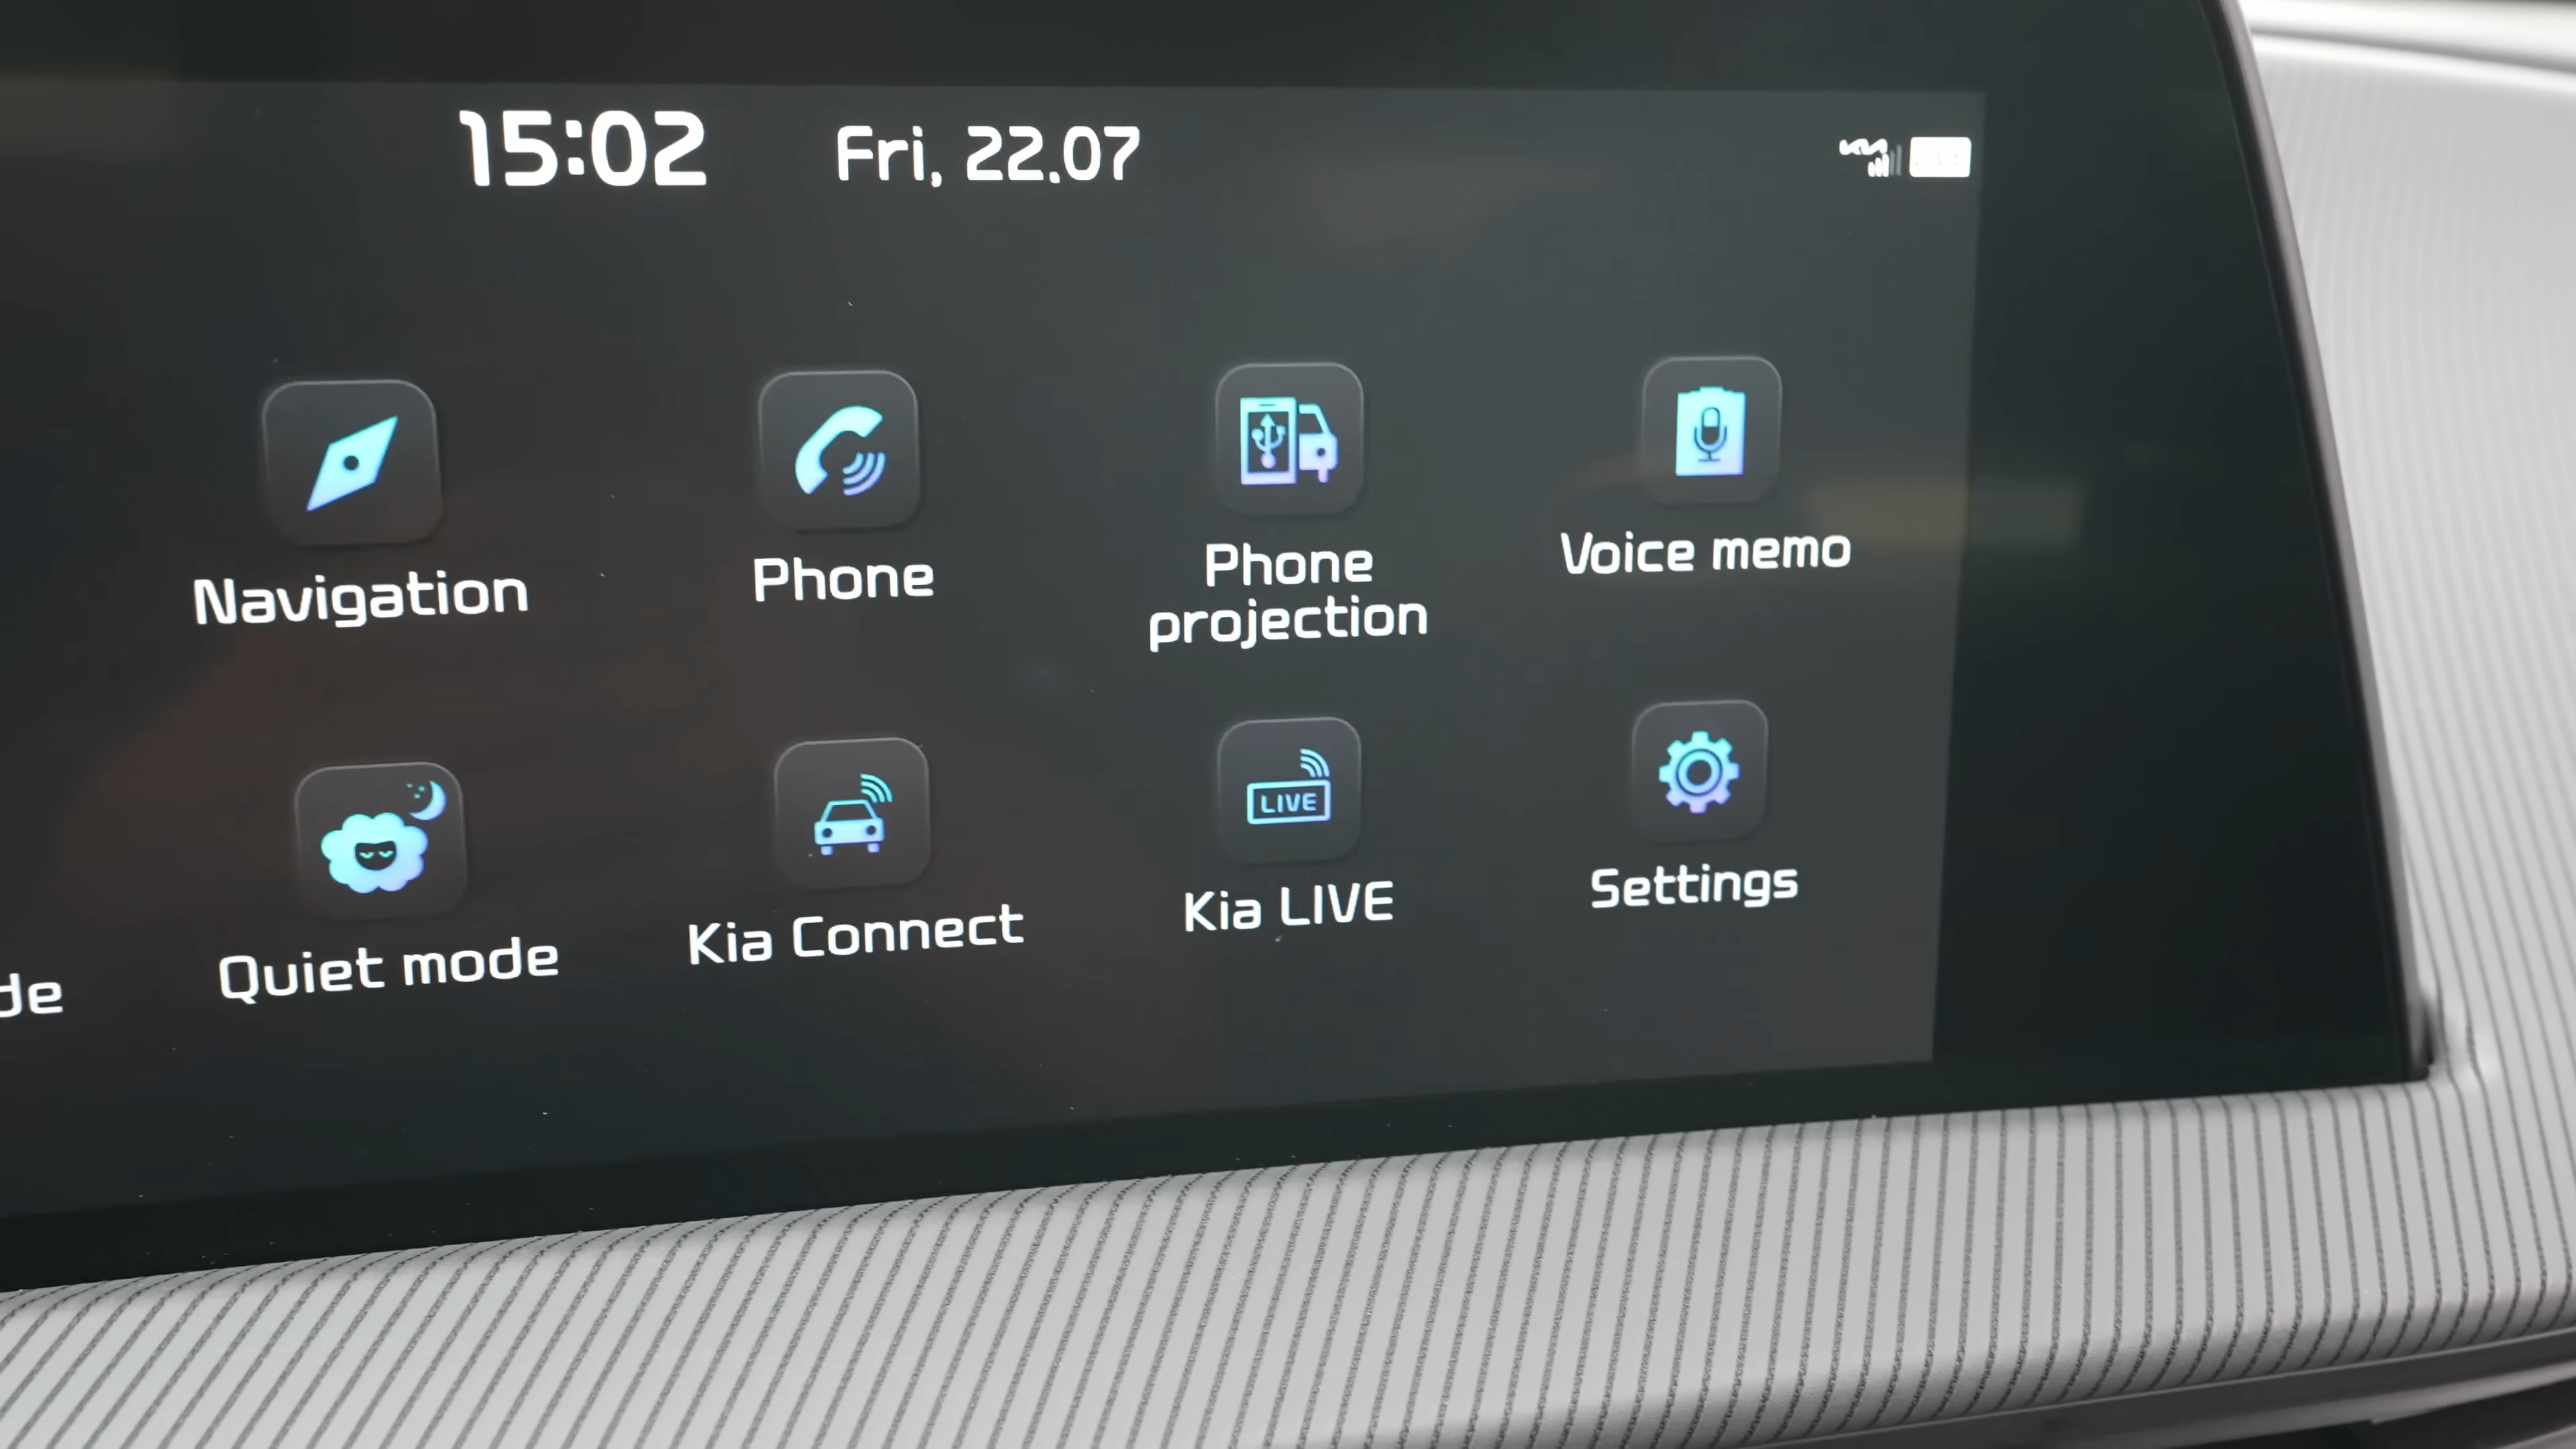 15:02 Fri, 22.07
Navigation
Phone
Phone
projection
Voice memo
de
Quiet mode
Kia Connect
LIVE
Kia LIVE
Settings